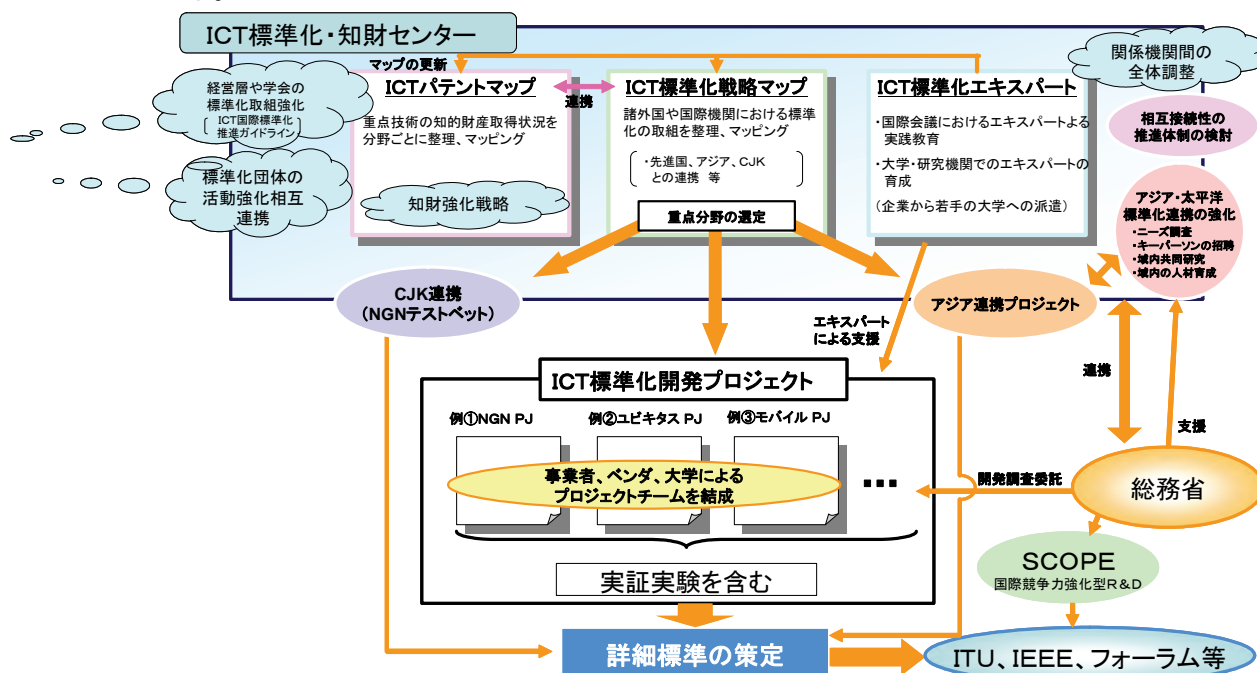 ICT標準化・知財センター
マップの更新
ICTパテントマップ
重点技術の知的財産取得状況を
分野ごとに整理、マッピング
知財強化戦略
連携
ICT標準化戦略マップ
諸外国や国際機関における標準
化の取組を整理、マッピング
・先進国、アジア、CJK
との連携 等
重点分野の選定
ICT標準化エキスパート
・国際会議におけるエキスパートよる
実践教育
・大学・研究機関でのエキスパートの
育成
(企業から若手の大学への派遣)
経営層や学会の
標準化取組強化
ICT国際標準化
推進ガイドライン
標準化団体の
活動強化相互
連携
関係機関間の
全体調整
相互接続性の
推進体制の検討
アジア・太平洋
標準化連携の強化
・ニーズ調査
・キーパーソンの招聘
・域内共同研究
・域内の人材育成
CJK連携
(NGNテストベット)
アジア連携プロジェクト
エキスパート
による支援
連携
支援
ICT標準化開発プロジェクト
例①NGN PJ
例②ユビキタス PJ
例③モバイル PJ
事業者、ベンダ、大学による
プロジェクトチームを結成
…
実証実験を含む
開発調査委託
総務省
SCOPE
国際競争力強化型R&D
詳細標準の策定
ITU、IEEE、フォーラム等